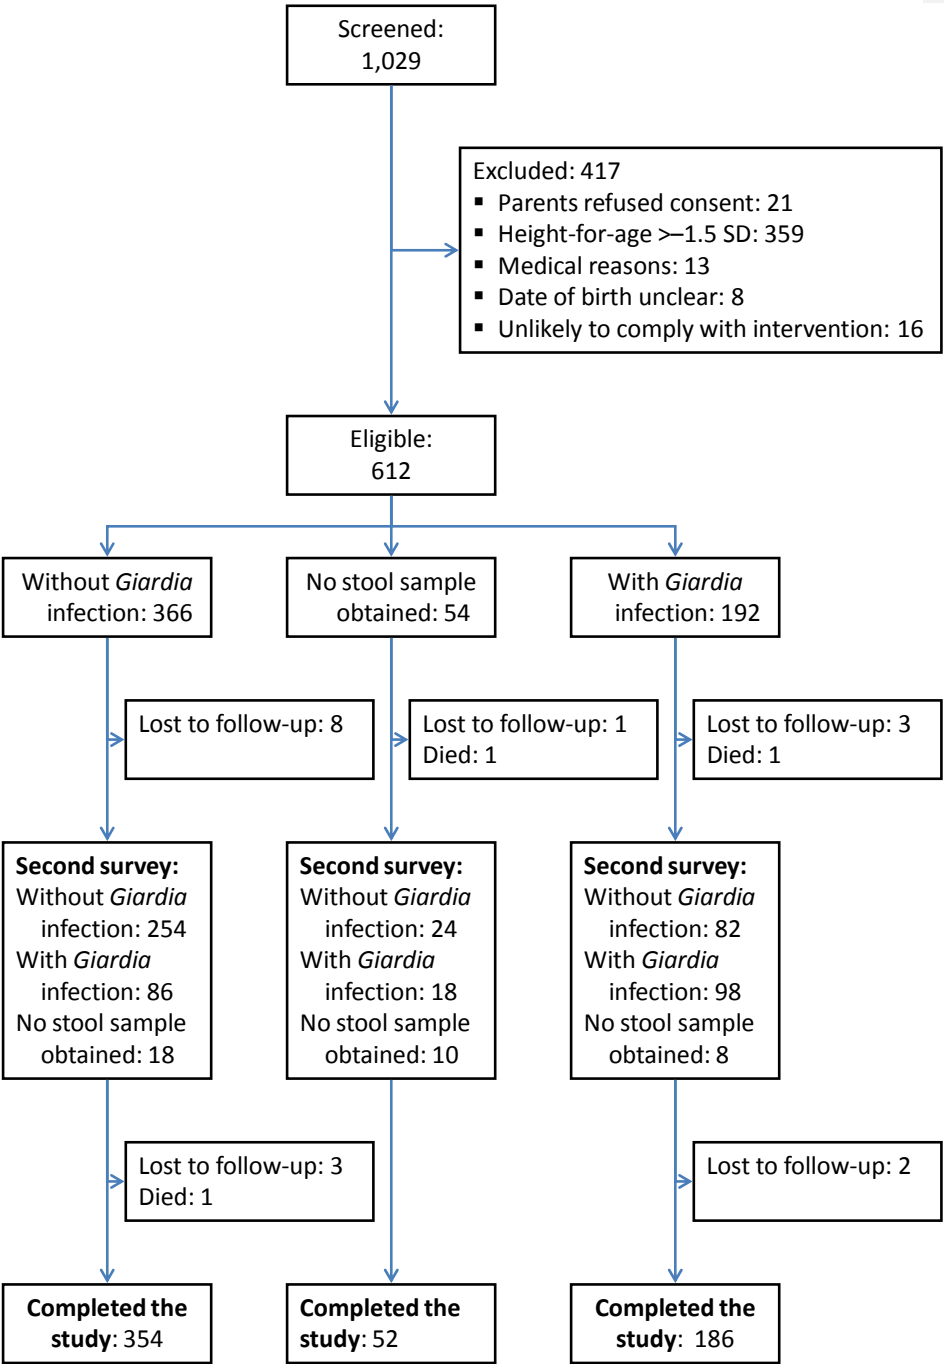 Screened:
1,029
Excluded: 417
▪ Parents refused consent: 21
▪ Height-for-age >–1.5 SD: 359
▪ Medical reasons: 13
▪ Date of birth unclear: 8
▪ Unlikely to comply with intervention: 16
Eligible:
612
Without Giardia
infection: 366
No stool sample
obtained: 54
With Giardia
infection: 192
Lost to follow-up: 8
Lost to follow-up: 1
Died: 1
Lost to follow-up: 3
Died: 1
Second survey:
Without Giardia
infection: 254
With Giardia
infection: 86
No stool sample
obtained: 18
Second survey:
Without Giardia
infection: 24
With Giardia
infection: 18
No stool sample
obtained: 10
Second survey:
Without Giardia
infection: 82
With Giardia
infection: 98
No stool sample
obtained: 8
Lost to follow-up: 3
Died: 1
Lost to follow-up: 2
Completed the
study: 354
Completed the
study: 52
Completed the
study: 186